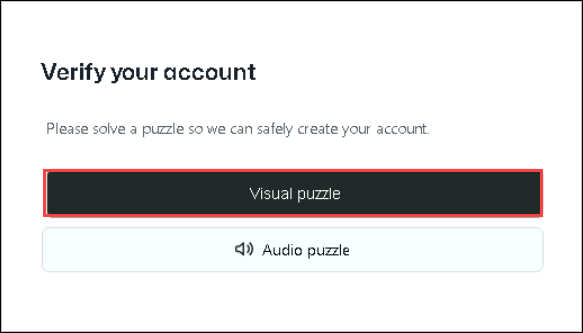 Verify your account
Please solve a puzzle so we can safely create your account.
Visual puzzle
Audio puzzle